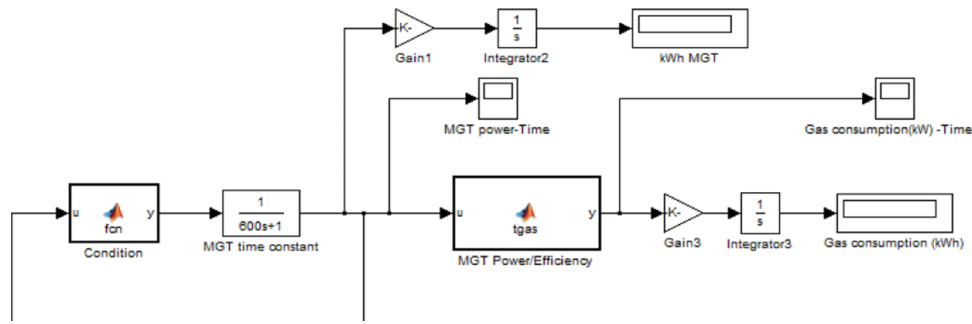 K-
Gain1
1
s
Integrator2
kWh MGT
MGT power-Time
Gas consumption(kW) -Time
u
fcn
y
Condition
1
600s+1
MGT time constant
u
tgas
y
MGT Power/Efficiency
K-
Gain3
1
s
Integrator3
Gas consumption (kWh)